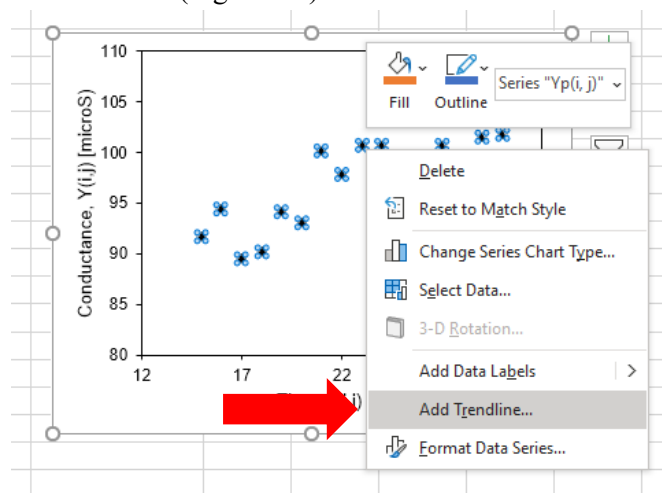 110
105
100
95
90
85
80
12
17
22
Conductance, Y(i,j) [microS]
Fill
Outline
Series "Yp(i, j)"
Delete
Reset to Match Style
Change Series Chart Type...
Select Data...
3-D Rotation...
Add Data Labels
Add Trendline...
Format Data Series...